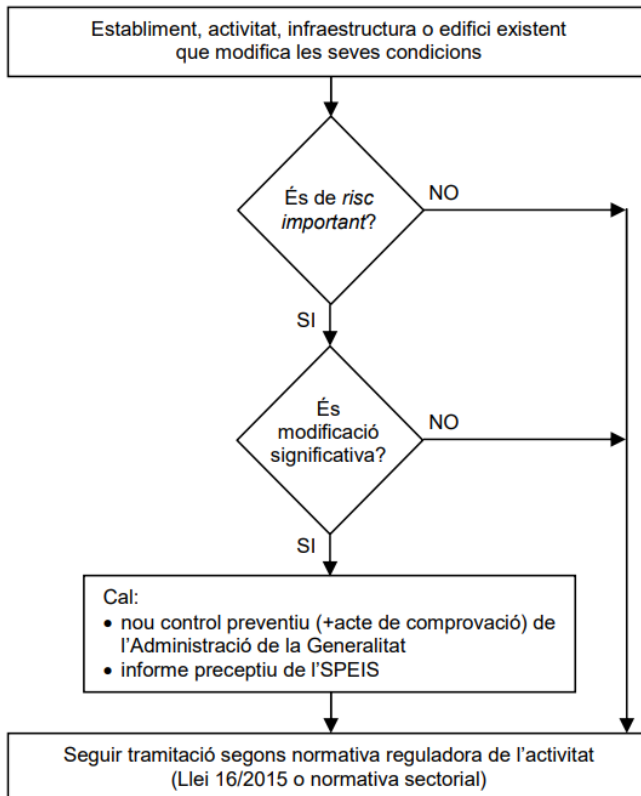 Establiment, activitat, infraestructura o edifici existent
que modifica les seves condicions
És de risc
important?
NO
SI
És
modificació
significativa?
NO
SI
Cal:
• nou control preventiu (+acte de comprovació) de
l’Administració de la Generalitat
• informe preceptiu de l’SPEIS
Seguir tramitació segons normativa reguladora de l’activitat
(Llei 16/2015 o normativa sectorial)